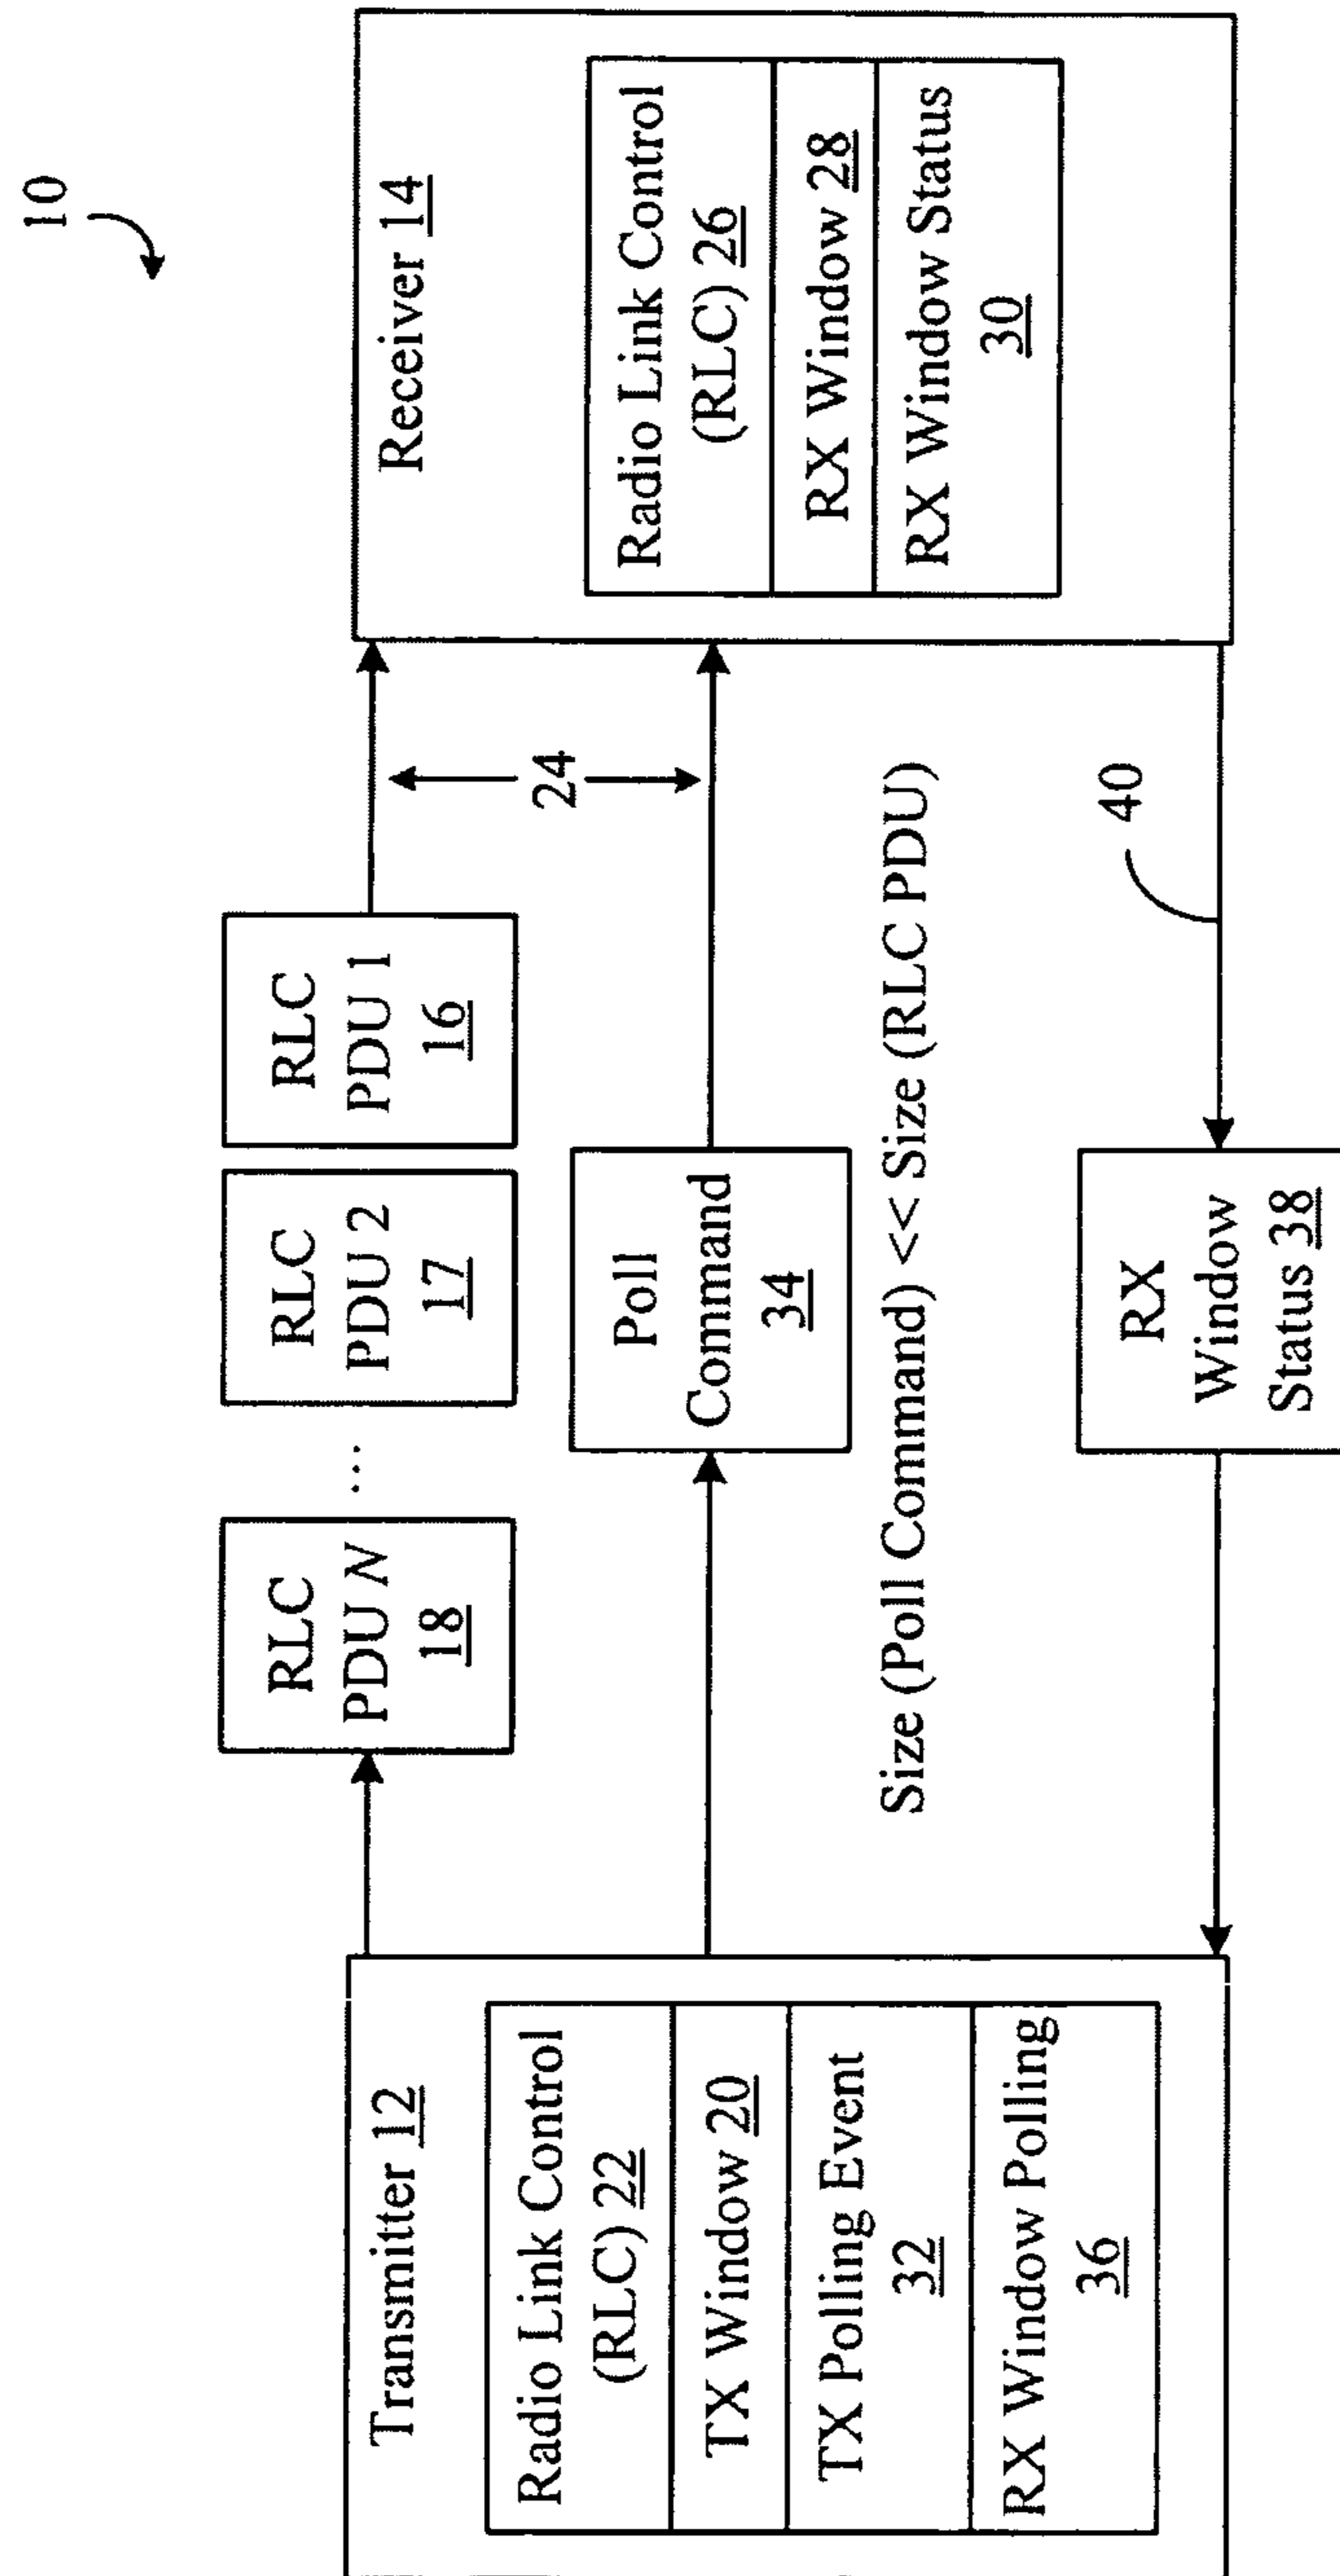 10
Transmitter 12
Radio Link Control
(RLC) 22
TX Window 20
TX Polling Event
32
RX Window Polling
36
RLC
PDU N
18
...
RLC
PDU 2
17
RLC
PDU 1
16
24
Poll
Command
34
Size (Poll Command) << Size (RLC PDU)
RX
Window
Status 38
40
Receiver 14
Radio Link Control
(RLC) 26
RX Window 28
RX Window Status
30